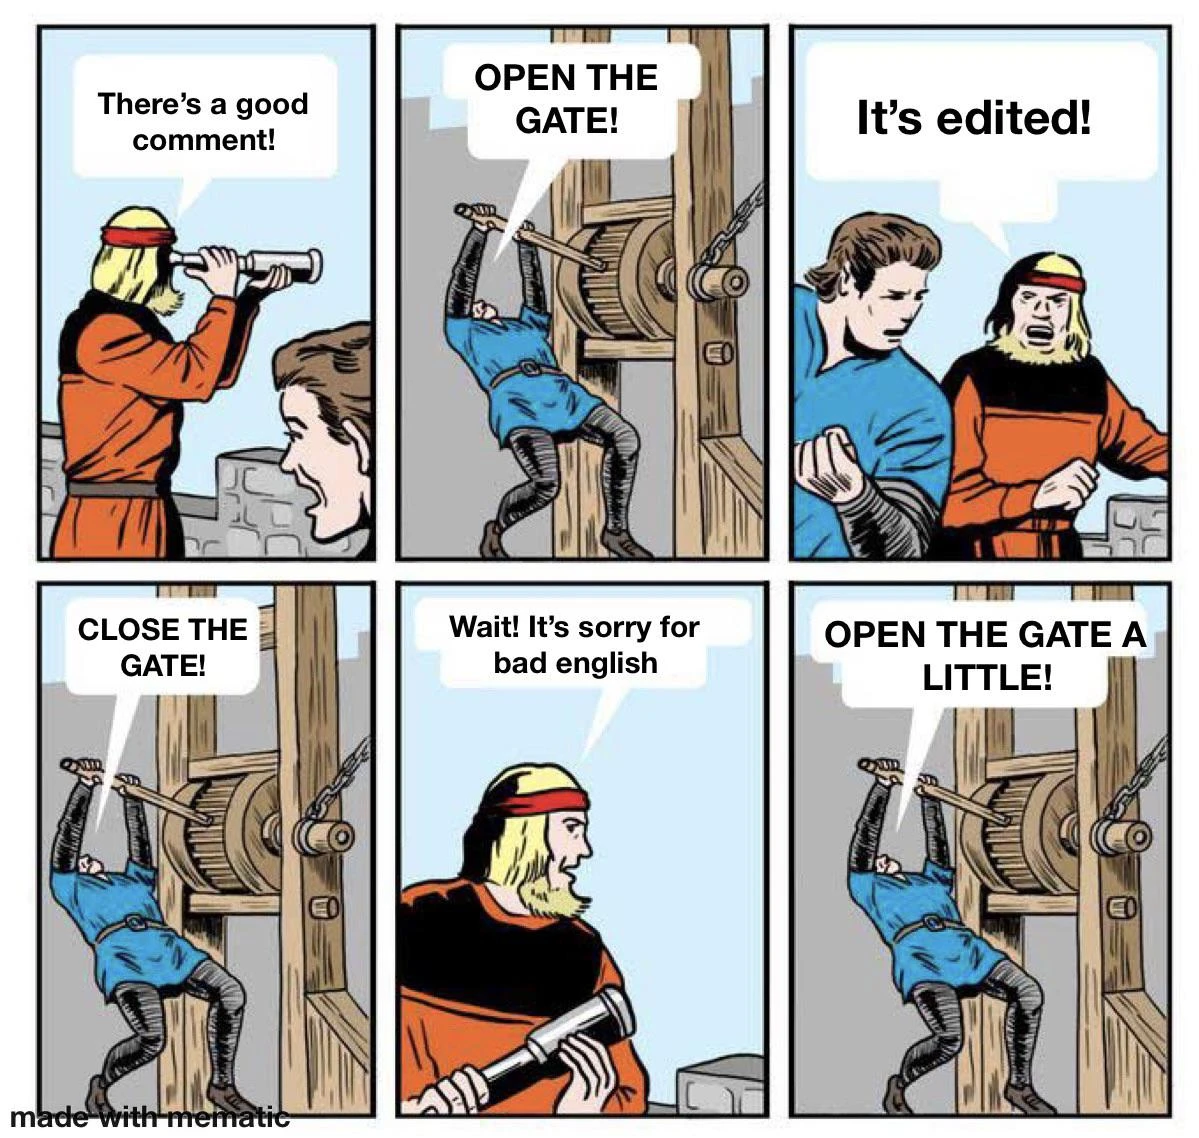 There's a good
comment!
OPEN THE
GATE!
It's edited!
CLOSE THE
GATE!
Wait! It's sorry for
bad english
OPEN THE GATE A
LITTLE!
made with mematic